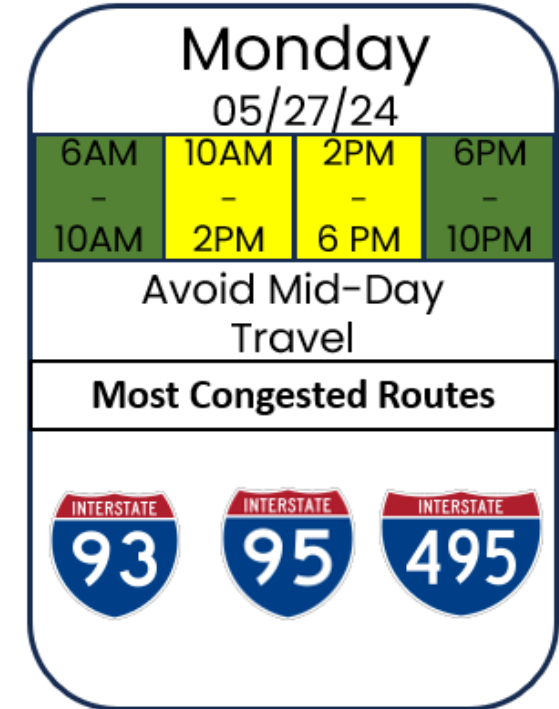 Monday
05/27/24
6AM 10AM 2PM 6PM
- - - -
10AM 2PM 6 PM 10PM
Avoid Mid-Day
Travel
Most Congested Routes
INTERSTATE INTERSTATE INTERSTATE
93 95 495